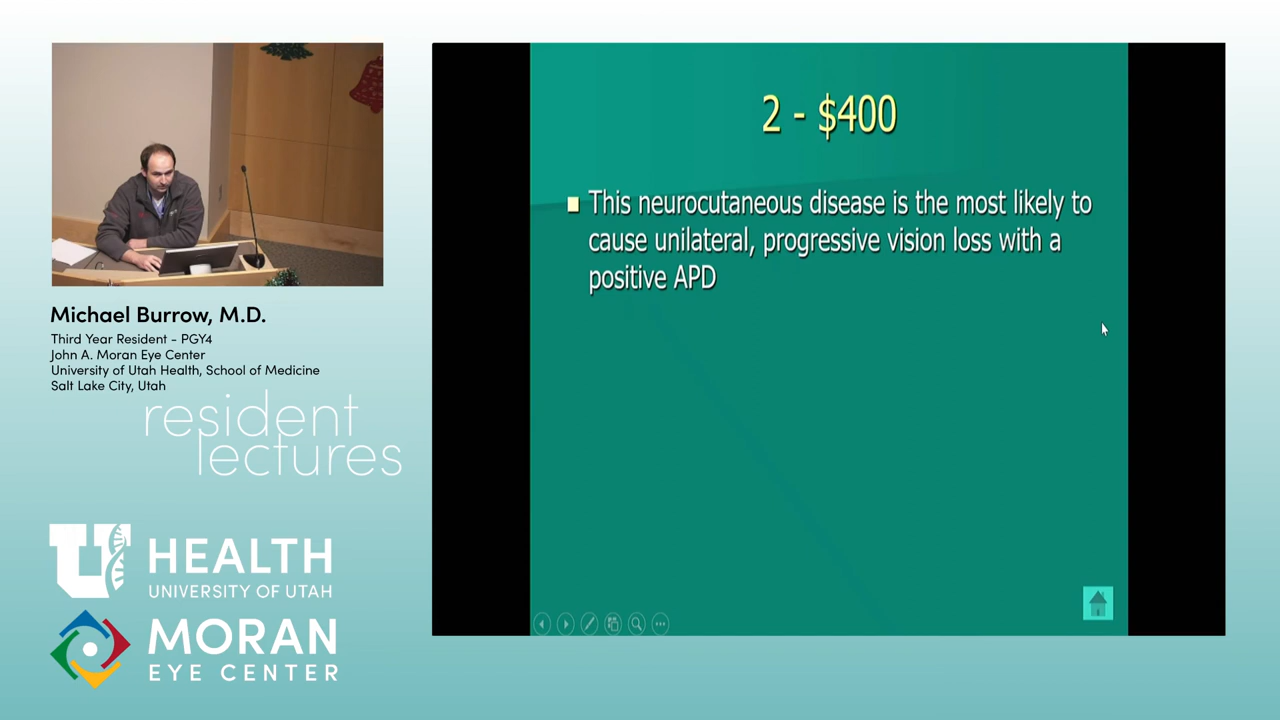 2 - $400
This neurocutaneous disease is the most likely to
cause unilateral, progressive vision loss with a
positive APD
Michael Burrow, M.D.
Third Year Resident - PGY4
John A. Moran Eye Center
University of Utah Health, School of Medicine
Salt Lake City, Utah
resident
lectures
U HEALTH
UNIVERSITY OF UTAH
MORAN
EYE CENTER